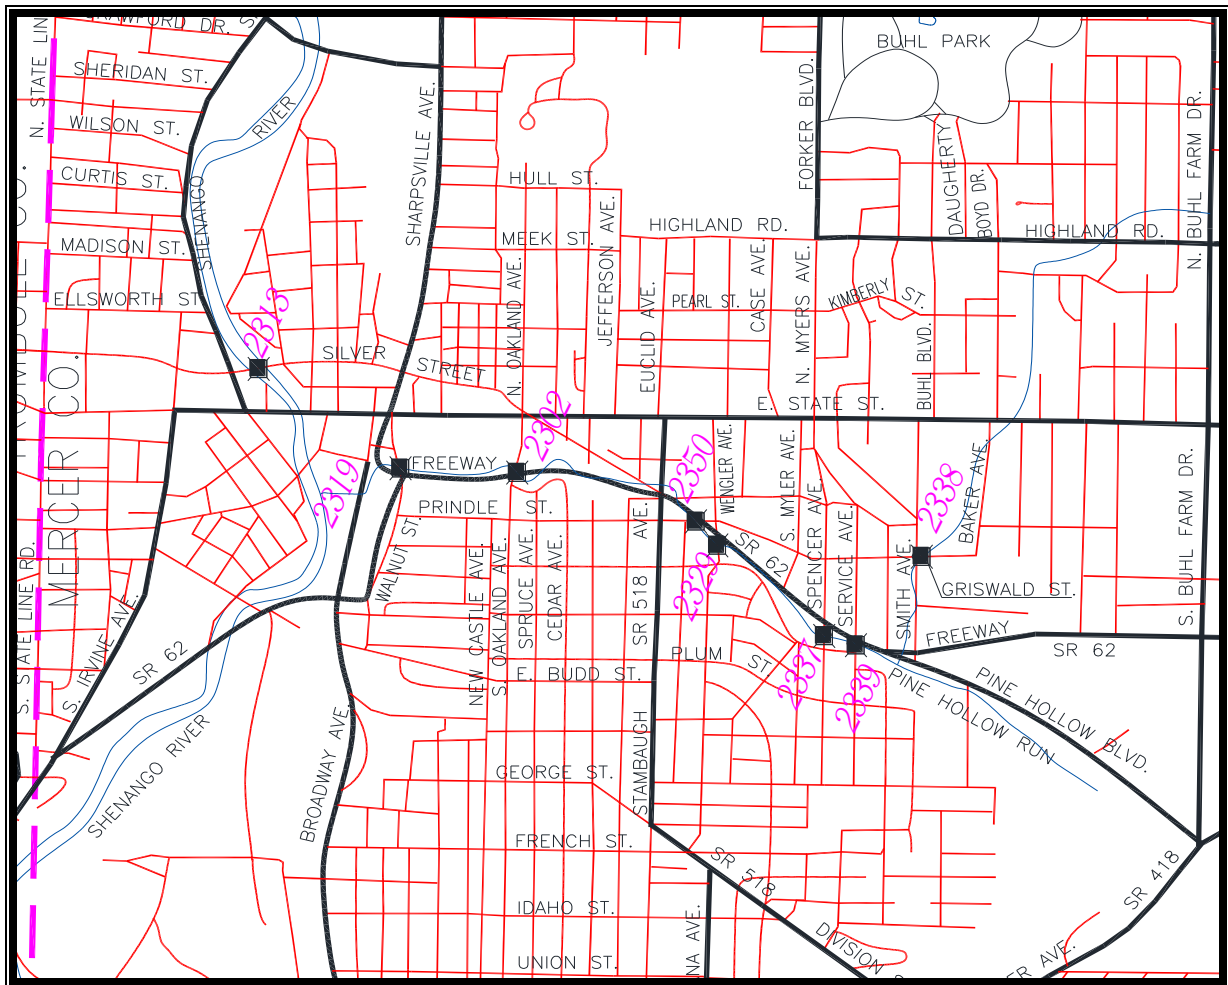 CRAWFORD DR.
S.
N. STATE LIN
BUHL PARK
SHERIDAN ST.
WILSON ST.
RIVER
CURTIS ST.
SHENANGO
MADISON ST.
ELLSWORTH ST
SHARPSVILLE AVE.
FORKER BLVD.
N. BUHL FARM DR.
DAUGHERTY
BOYD DR.
HULL ST.
HIGHLAND RD.
HIGHLAND RD.
MEEK ST.
JEFFERSON AVE.
N. OAKLAND AVE.
EUCLID AVE.
PEARL ST.
CASE AVE.
N. MYERS AVE.
KIMBERLY ST.
BUHL BLVD.
2313
SILVER STREET
MERCER CO.
E. STATE ST.
2302
2319
FREEWAY
2350
WENGLER AVE.
S. MYLER AVE.
2338
BAKER AVE.
S. BUHL FARM DR.
PRINDLE ST.
WALNUT ST.
NEW CASTLE AVE.
S. OAKLAND AVE.
SPRUCE AVE.
CEDAR AVE.
SR 518
AVE.
2329
SR 62
SPENCER AVE.
SERVICE AVE.
SMITH AVE.
GRISWALD ST.
S. STATE LINE RD.
S. IRVINE AVE.
SR 62
FREEWAY
SR 62
PLUM ST.
E. BUDD ST.
2337
2339
PINE HOLLOW RUN
PINE HOLLOW BLVD.
SHENANGO RIVER
BROADWAY AVE.
STAMBAUGH
GEORGE ST.
FRENCH ST.
SR 518
SR 418
IDAHO ST.
NA AVE.
DIVISION
UNION ST.
ER AVE.